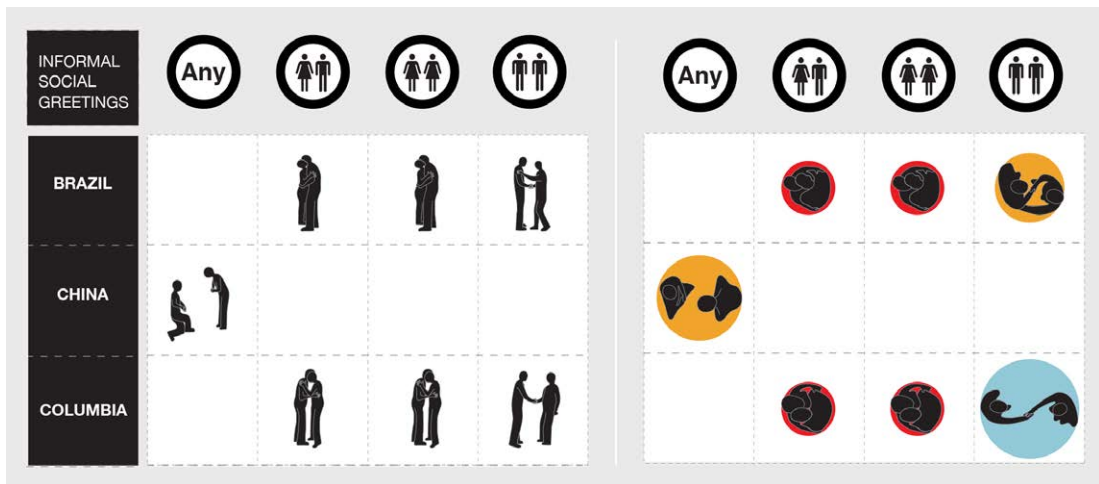 INFORMAL
SOCIAL
GREETINGS
Any
Any
BRAZIL
CHINA
COLUMBIA